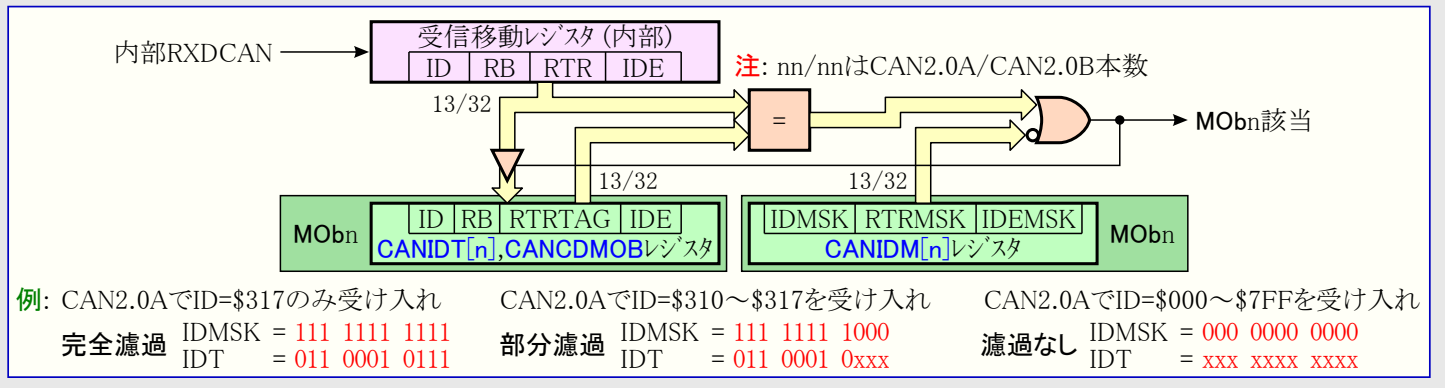 受信移動ﾚｼﾞｽﾀ (内部)
内部RXDCAN
ID RB RTR IDE
注: nn/nnはCAN2.0A/CAN2.0B本数
13/32
=
MObn該当
13/32
13/32
MObn
ID RB RTRTAG IDE
CANIDT[n],CANCDMOBﾚｼﾞｽﾀ
IDMSK RTRMSK IDEMSK
CANIDM[n]ﾚｼﾞｽﾀ
MObn
例: CAN2.0AでID=$317のみ受け入れ
完全濾過
IDMSK = 111 1111 1111
IDT = 011 0001 0111
CAN2.0AでID=$310～$317を受け入れ
部分濾過
IDMSK = 111 1111 1000
IDT = 011 0001 0xxx
CAN2.0AでID=$000～$7FFを受け入れ
濾過なし
IDMSK = 000 0000 0000
IDT = xxx xxxx xxxx